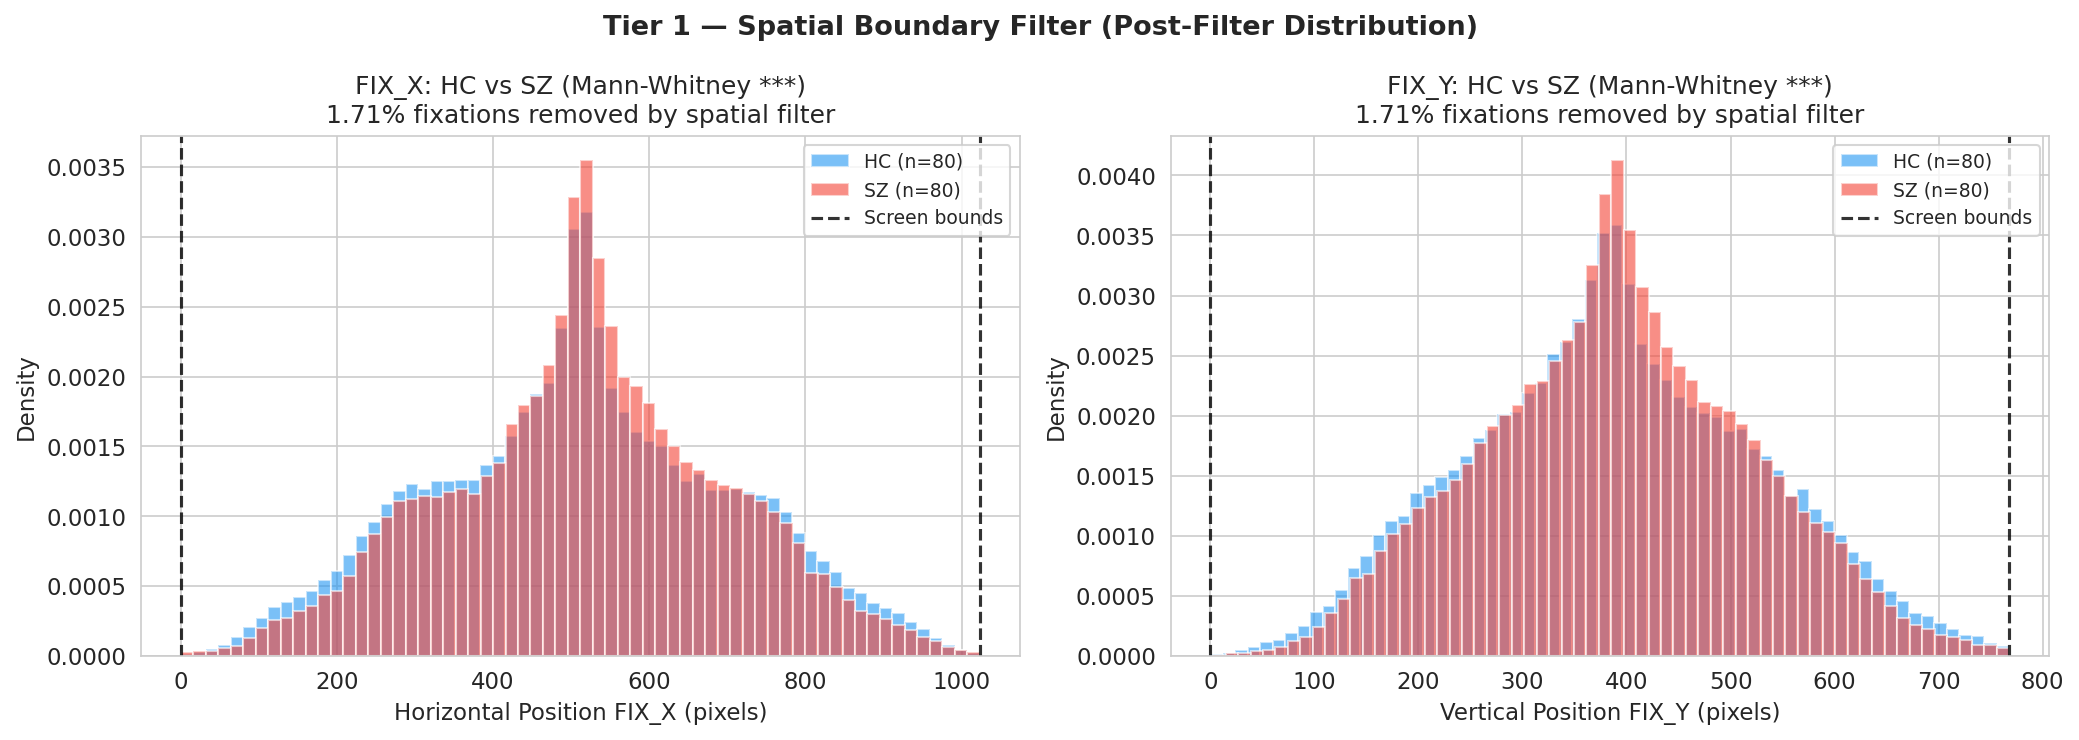 Tier 1 — Spatial Boundary Filter (Post-Filter Distribution)
FIX_X: HC vs SZ (Mann-Whitney ***)
1.71% fixations removed by spatial filter
HC (n=80)
SZ (n=80)
Screen bounds
Density
0.0035
0.0030
0.0025
0.0020
0.0015
0.0010
0.0005
0.0000
0 200 400 600 800 1000
Horizontal Position FIX_X (pixels)
FIX_Y: HC vs SZ (Mann-Whitney ***)
1.71% fixations removed by spatial filter
HC (n=80)
SZ (n=80)
Screen bounds
Density
0.0040
0.0035
0.0030
0.0025
0.0020
0.0015
0.0010
0.0005
0.0000
0 100 200 300 400 500 600 700 800
Vertical Position FIX_Y (pixels)